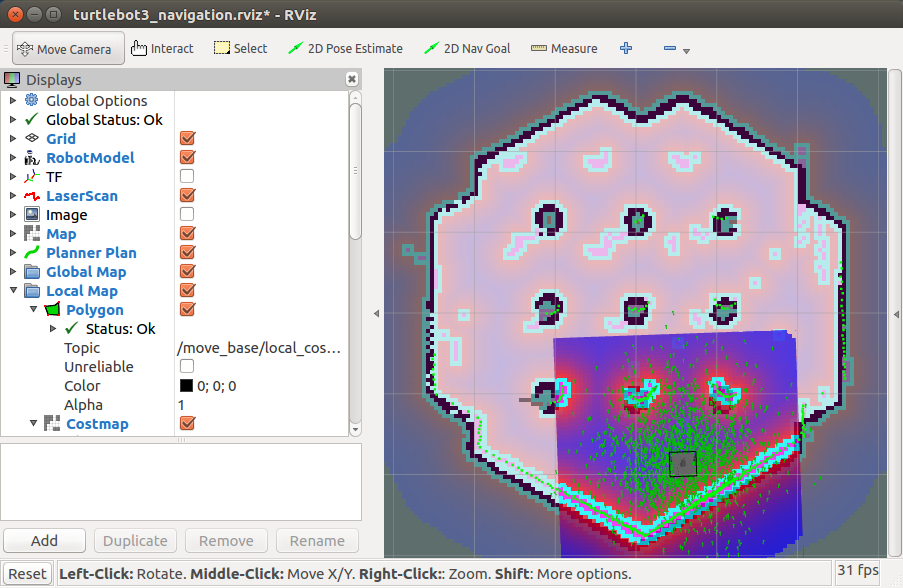 turtlebot3_navigation.rviz* - RViz
Move Camera Interact Select 2D Pose Estimate 2D Nav Goal Measure
Displays
Global Options
Global Status: Ok
Grid
RobotModel
TF
LaserScan
Image
Map
Planner Plan
Global Map
Local Map
Polygon
Status: Ok
Topic /move_base/local_cos...
Unreliable
Color 0; 0; 0
Alpha 1
Costmap
Add Duplicate Remove Rename
Reset Left-Click: Rotate. Middle-Click: Move X/Y. Right-Click:: Zoom. Shift: More options. 31 fps